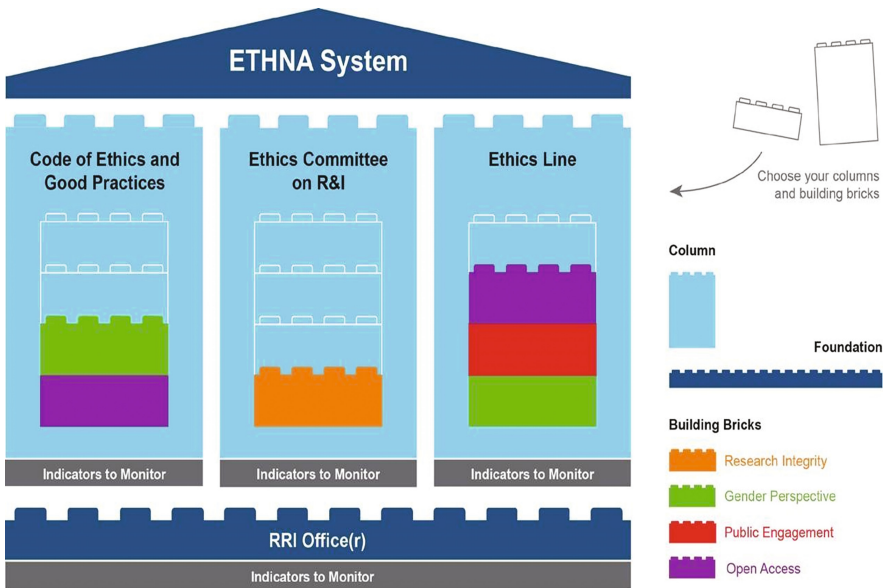 ETHNA System
Code of Ethics and
Good Practices
Ethics Committee
on R&I
Ethics Line
Indicators to Monitor
Indicators to Monitor
Indicators to Monitor
RRI Office(r)
Indicators to Monitor
Choose your columns
and building bricks
Column
Foundation
Building Bricks
Research Integrity
Gender Perspective
Public Engagement
Open Access